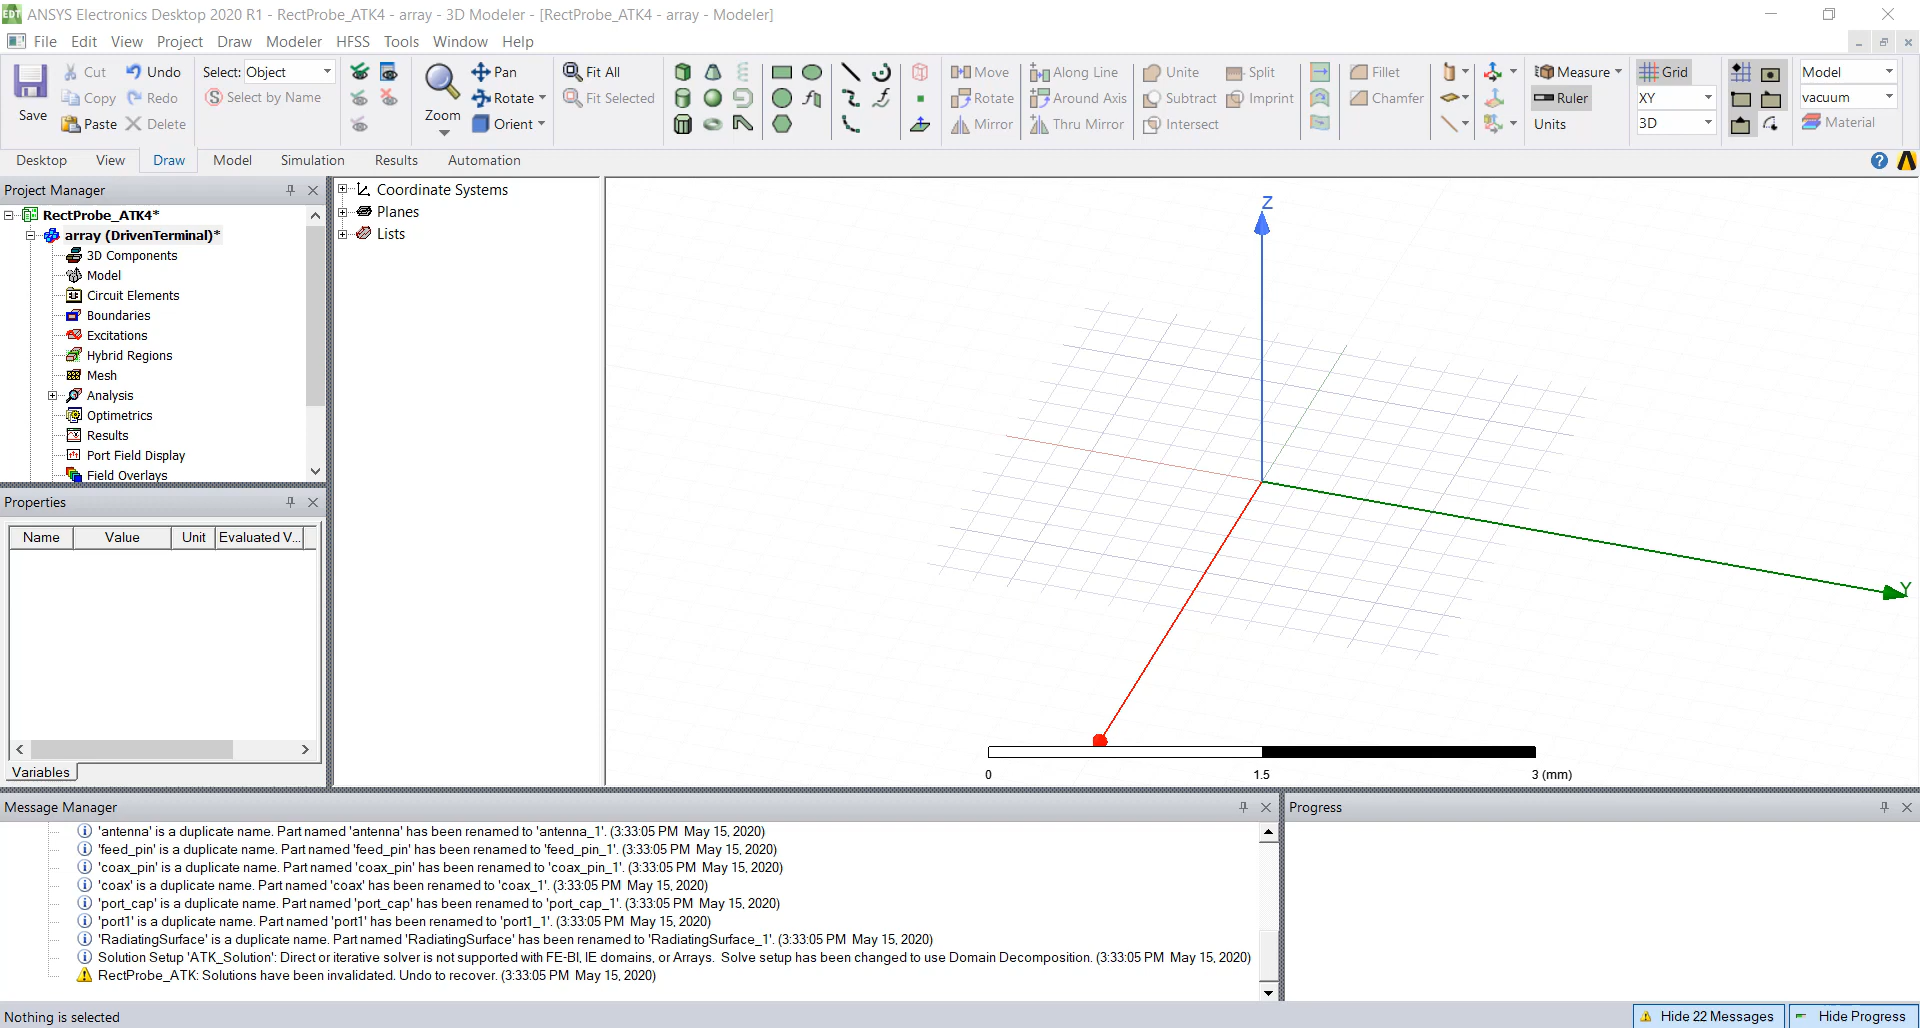 ANSYS Electronics Desktop 2020 R1 - RectProbe_ATK4 - array - 3D Modeler - [RectProbe_ATK4 - array - Modeler]
File Edit View Project Draw Modeler HFSS Tools Window Help
Save
Cut
Copy
Paste
Undo
Redo
Delete
Select: Object
Select by Name
Zoom
Pan
Rotate
Orient
Fit All
Fit Selected
Move
Rotate
Mirror
Along Line
Around Axis
Thru Mirror
Unite
Subtract
Intersect
Split
Imprint
Fillet
Chamfer
Measure
Ruler
Units
Grid
XY
3D
Model
vacuum
Material
Desktop View Draw Model Simulation Results Automation
Project Manager
RectProbe_ATK4*
array (DrivenTerminal)*
3D Components
Model
Circuit Elements
Boundaries
Excitations
Hybrid Regions
Mesh
Analysis
Optimetrics
Results
Port Field Display
Field Overlays
Properties
Name Value Unit Evaluated V...
Variables
Coordinate Systems
Planes
Lists
Z
Y
0 1.5 3 (mm)
Message Manager
'antenna' is a duplicate name. Part named 'antenna' has been renamed to 'antenna_1'. (3:33:05 PM May 15, 2020)
'feed_pin' is a duplicate name. Part named 'feed_pin' has been renamed to 'feed_pin_1'. (3:33:05 PM May 15, 2020)
'coax_pin' is a duplicate name. Part named 'coax_pin' has been renamed to 'coax_pin_1'. (3:33:05 PM May 15, 2020)
'coax' is a duplicate name. Part named 'coax' has been renamed to 'coax_1'. (3:33:05 PM May 15, 2020)
'port_cap' is a duplicate name. Part named 'port_cap' has been renamed to 'port_cap_1'. (3:33:05 PM May 15, 2020)
'port1' is a duplicate name. Part named 'port1' has been renamed to 'port1_1'. (3:33:05 PM May 15, 2020)
'RadiatingSurface' is a duplicate name. Part named 'RadiatingSurface' has been renamed to 'RadiatingSurface_1'. (3:33:05 PM May 15, 2020)
Solution Setup 'ATK_Solution': Direct or iterative solver is not supported with FE-BI, IE domains, or Arrays. Solve setup has been changed to use Domain Decomposition. (3:33:05 PM May 15, 2020)
RectProbe_ATK: Solutions have been invalidated. Undo to recover. (3:33:05 PM May 15, 2020)
Progress
Nothing is selected
Hide 22 Messages
Hide Progress